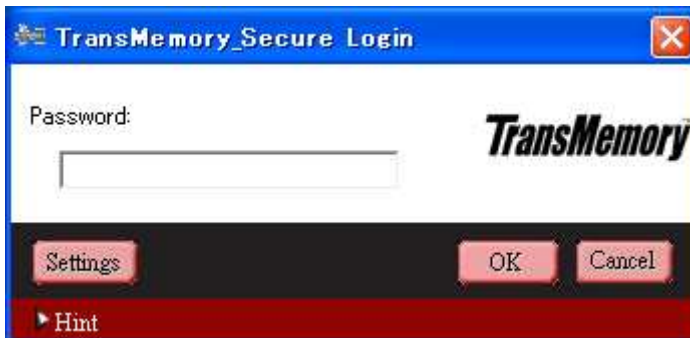 TransMemory_Secure Login
Password:
TransMemory
Settings
OK
Cancel
Hint